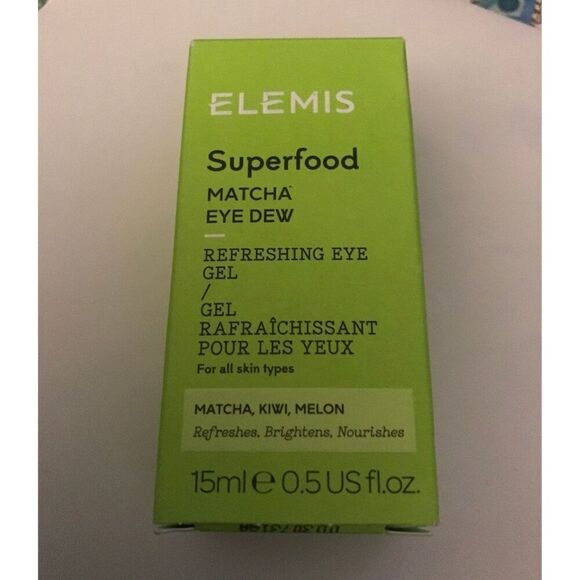 ELEMIS
Superfood
MATCHA™
EYE DEW
REFRESHING EYE
GEL
/
GEL
RAFRAÎCHISSANT
POUR LES YEUX
For all skin types
MATCHA, KIWI, MELON
Refreshes, Brightens, Nourishes
15ml ℮ 0.5 US fl.oz.